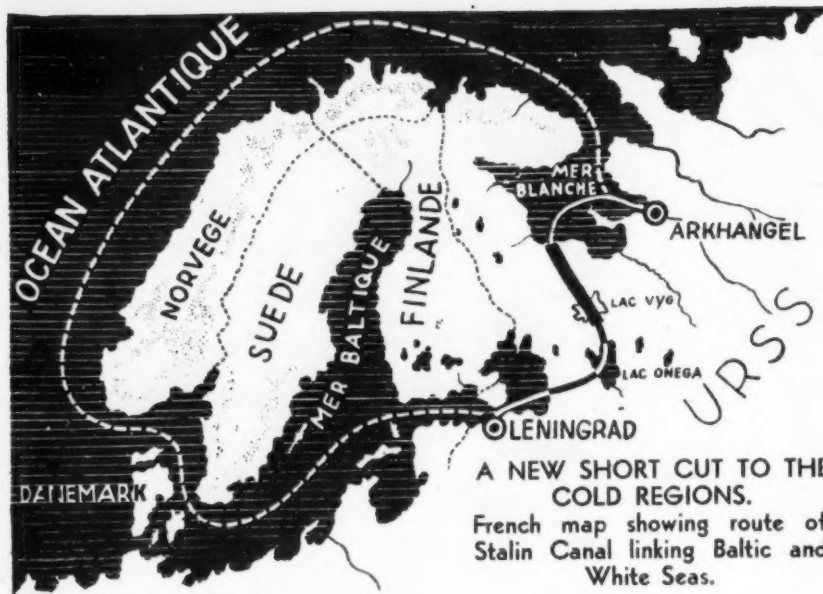 OCEAN ATLANTIQUE
NORVEGE
SUEDE
MER BALTIQUE
FINLANDE
MER
BLANCHE
ARKHANGEL
LAC VYG
LAC ONEGA
URSS
LENINGRAD
DANEMARK
A NEW SHORT CUT TO THE
COLD REGIONS.
French map showing route of
Stalin Canal linking Baltic and
White Seas.